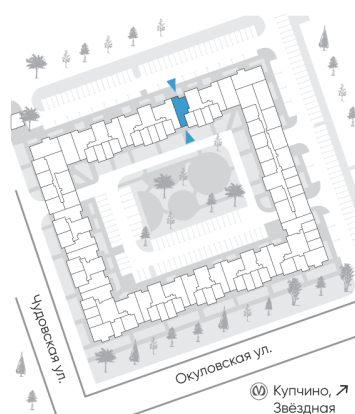 Чудовская ул.
Окуловская ул.
Купчино,
Звёздная